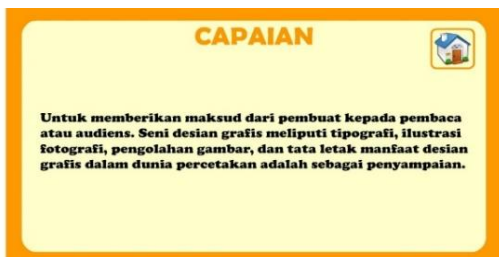 CAPAIAN
Untuk memberikan maksud dari pembuat kepada pembaca
atau audiens. Seni desian grafis meliputi tipografi, ilustrasi
fotografi, pengolahan gambar, dan tata letak manfaat desian
grafis dalam dunia percetakan adalah sebagai penyampaian.